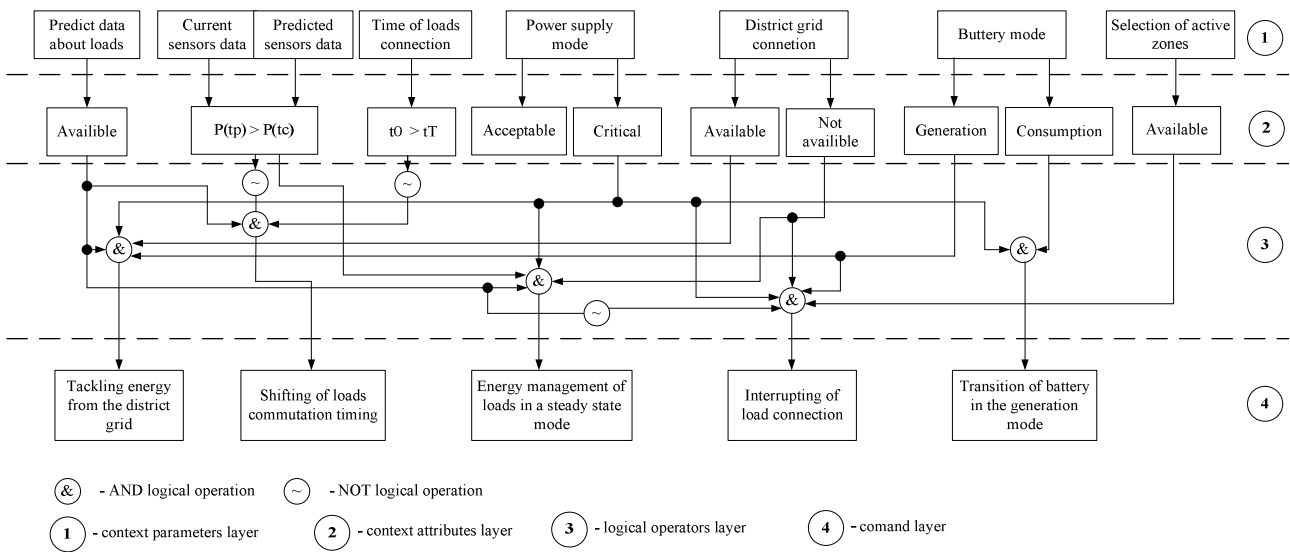 Predict data
about loads
Current
sensors data
Predicted
sensors data
Time of loads
connection
Power supply
mode
District grid
connetion
Buttery mode
Selection of active
zones
1
Availible
P(tp) > P(tc)
t0 > tT
Acceptable
Critical
Available
Not
availible
Generation
Consumption
Available
2
~
~
&
&
&
&
&
~
3
Tackling energy
from the district
grid
Shifting of loads
commutation timing
Energy management of
loads in a steady state
mode
Interrupting of
load connection
Transition of battery
in the generation
mode
4
& - AND logical operation
~ - NOT logical operation
1 - context parameters layer
2 - context attributes layer
3 - logical operators layer
4 - comand layer